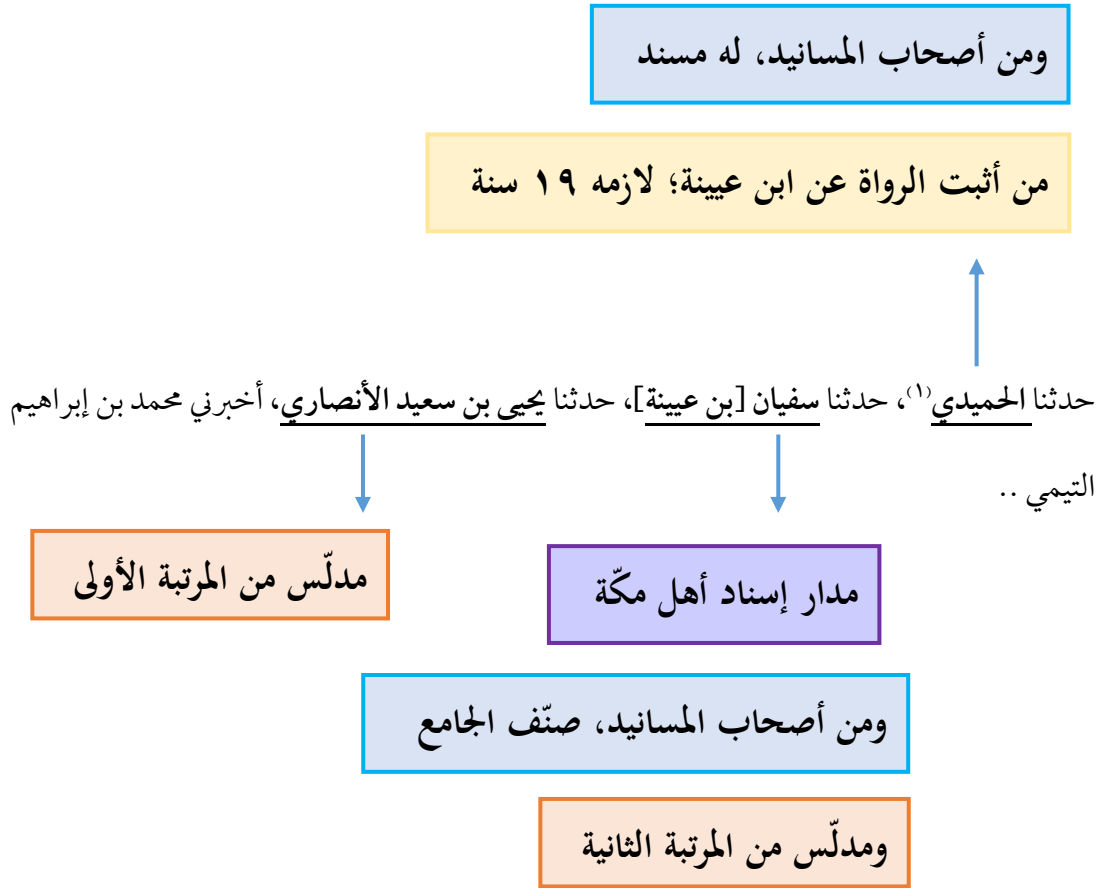 ومن أصحاب المسانيد، له مسند
من أثبت الرواة عن ابن عيينة؛ لازمه ١٩ سنة
حدثنا الحميدي(١)، حدثنا سفيان [بن عيينة]، حدثنا يحيى بن سعيد الأنصاري، أخبرني محمد بن إبراهيم
التيمي ..
مدار إسناد أهل مكّة
مدلّس من المرتبة الأولى
ومن أصحاب المسانيد، صنّف الجامع
ومدلّس من المرتبة الثانية